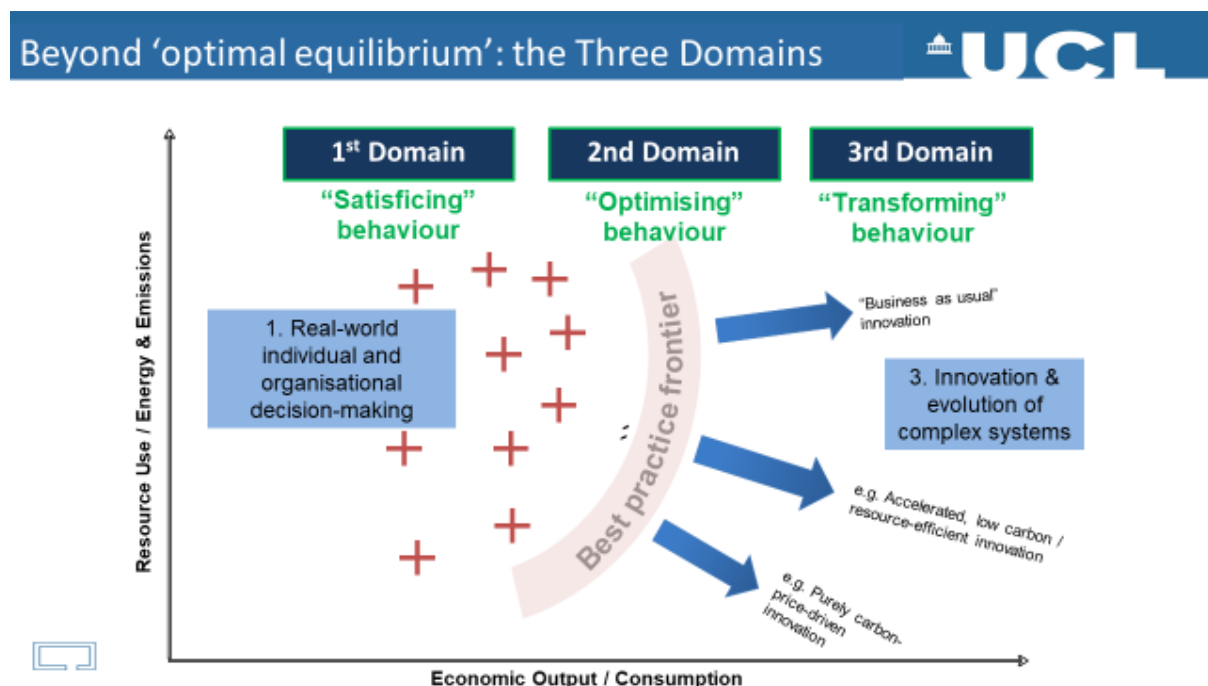 Beyond ‘optimal equilibrium’: the Three Domains
UCL
1st Domain
2nd Domain
3rd Domain
“Satisficing”
behaviour
“Optimising”
behaviour
“Transforming”
behaviour
Resource Use / Energy & Emissions
1. Real-world
individual and
organisational
decision-making
Best practice frontier
“Business as usual”
innovation
3. Innovation &
evolution of
complex systems
e.g. Accelerated, low carbon /
resource-efficient innovation
e.g. Purely carbon-
price-driven
innovation
Economic Output / Consumption